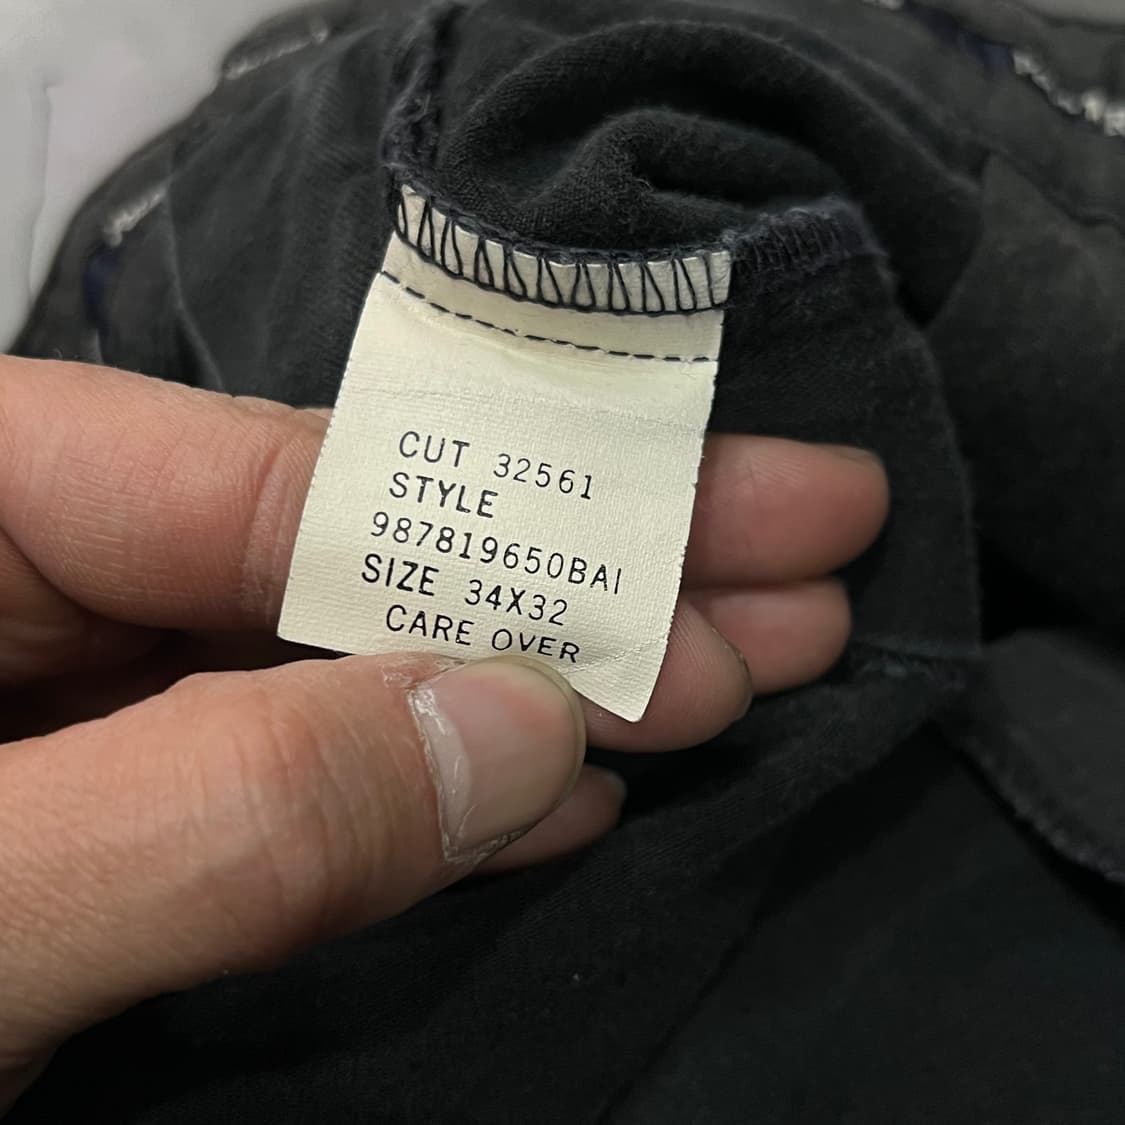 CUT 32561
STYLE
987819650BAI
SIZE 34X32
CARE OVER